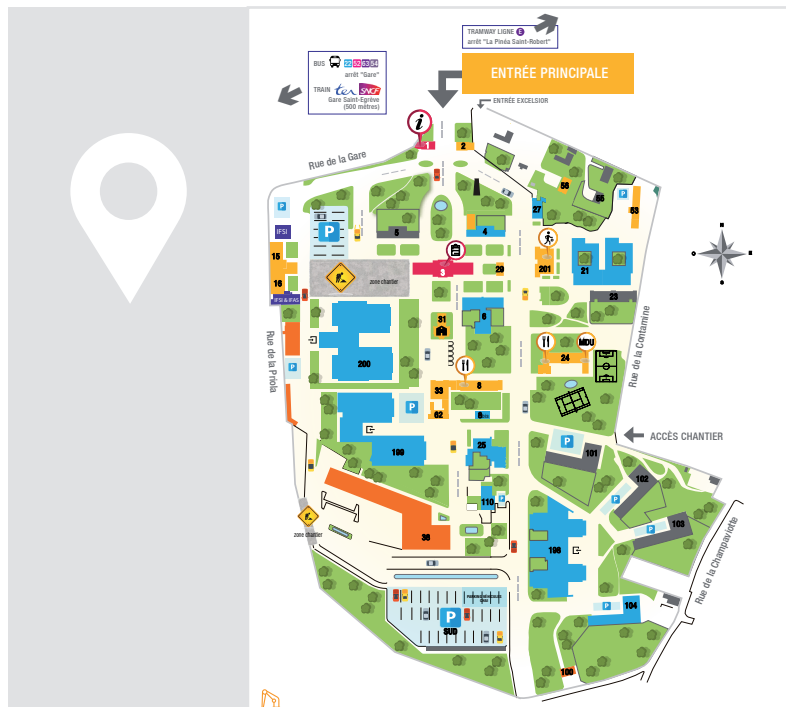 TRAMWAY LIGNE E
arrêt "La Pinéa Saint-Robert"
BUS 22 52 53 54
arrêt "Gare"
TRAIN ter SNCF
Gare Saint-Egrève
(500 mètres)
ENTRÉE PRINCIPALE
ENTRÉE EXCELSIOR
i
1
2
Rue de la Gare
56
55
P
53
P
27
IFSI
P
5
4
15
3
29
201
21
16
zone chantier
IFSI & IFAS
23
31
6
Rue de la Contamine
MDU
24
200
Rue de la Priola
P
33
8
P
62
ACCÈS CHANTIER
P
199
25
101
102
110
P
P
103
P
36
198
zone chantier
Rue de la Champaviotte
P
SUD
P
104
100